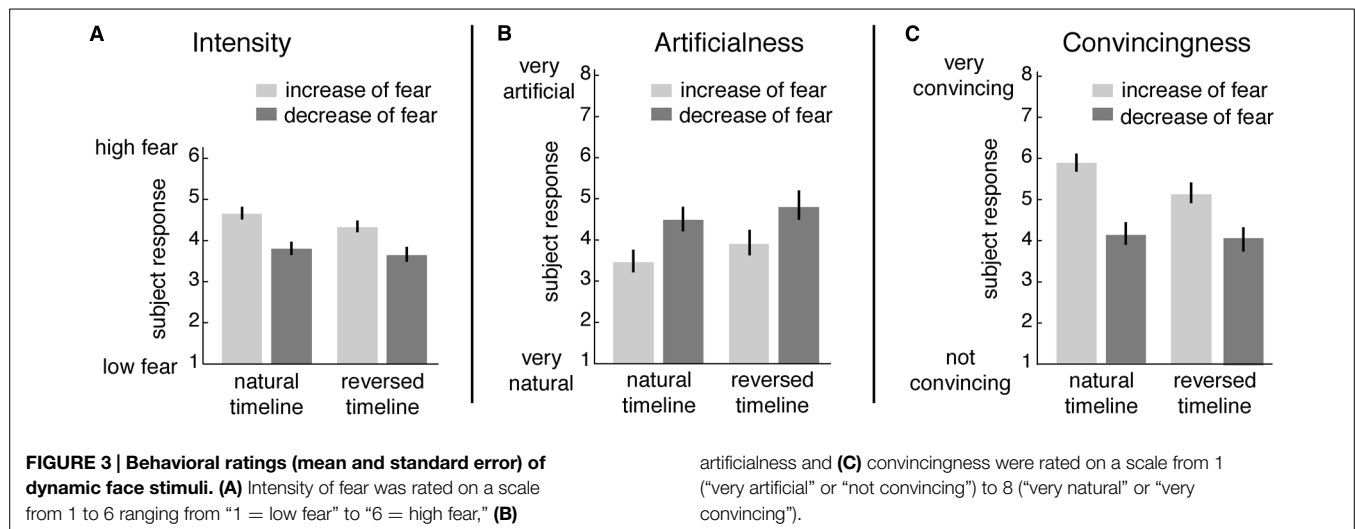 A
Intensity
increase of fear
decrease of fear
high fear
6
5
4
3
2
1
low fear
subject response
natural
timeline
reversed
timeline
B
Artificialness
very
artificial
increase of fear
decrease of fear
8
7
6
5
4
3
2
1
subject response
very
natural
natural
timeline
reversed
timeline
C
Convincingness
very
convincing
increase of fear
decrease of fear
8
7
6
5
4
3
2
1
subject response
not
convincing
natural
timeline
reversed
timeline
FIGURE 3 | Behavioral ratings (mean and standard error) of
dynamic face stimuli. (A) Intensity of fear was rated on a scale
from 1 to 6 ranging from “1 = low fear” to “6 = high fear,” (B)
artificialness and (C) convincingness were rated on a scale from 1
(“very artificial” or “not convincing”) to 8 (“very natural” or “very
convincing”).